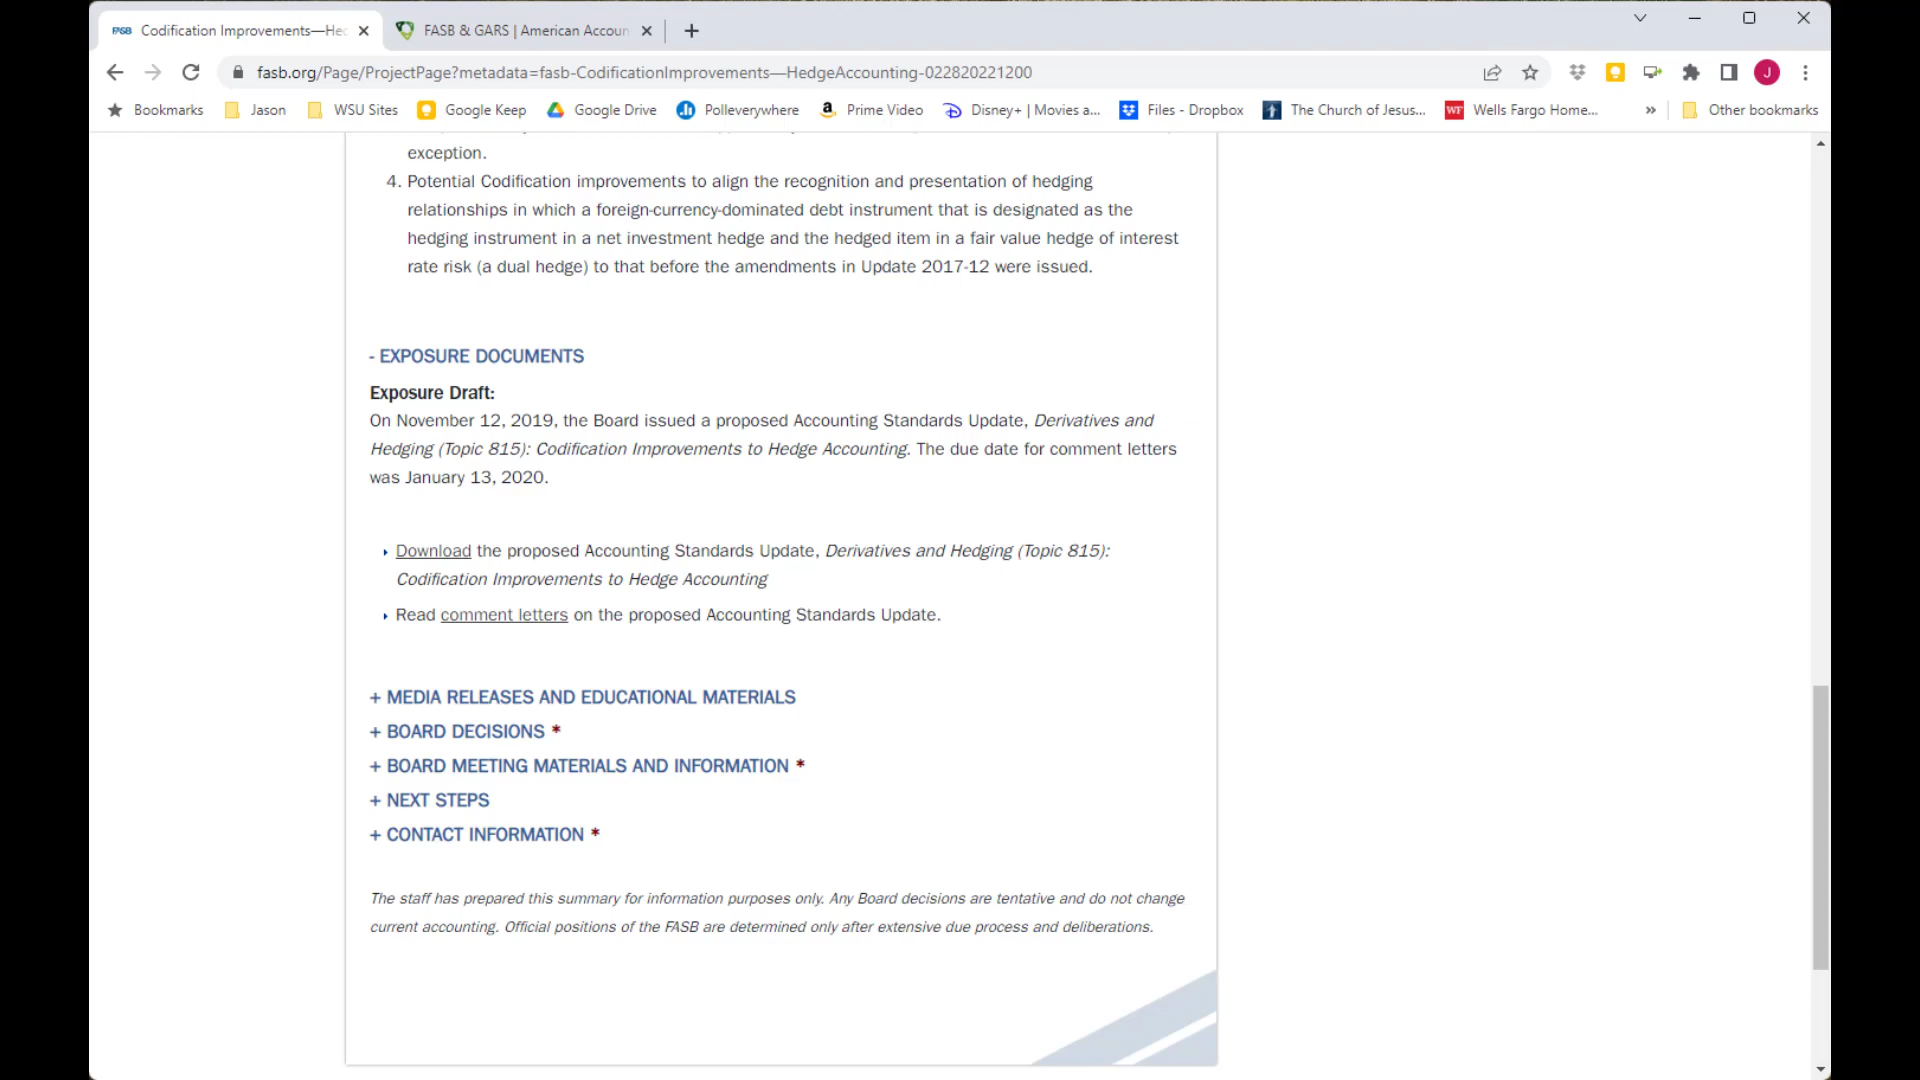 FASB Codification Improvements—Hec
FASB & GARS | American Accoun
fasb.org/Page/ProjectPage?metadata=fasb-CodificationImprovements—HedgeAccounting-022820221200
J
Bookmarks Jason WSU Sites Google Keep Google Drive Polleverywhere a Prime Video Disney+ | Movies a... Files - Dropbox The Church of Jesus... WF Wells Fargo Home... » Other bookmarks
exception.
4. Potential Codification improvements to align the recognition and presentation of hedging
relationships in which a foreign-currency-dominated debt instrument that is designated as the
hedging instrument in a net investment hedge and the hedged item in a fair value hedge of interest
rate risk (a dual hedge) to that before the amendments in Update 2017-12 were issued.
- EXPOSURE DOCUMENTS
Exposure Draft:
On November 12, 2019, the Board issued a proposed Accounting Standards Update, Derivatives and
Hedging (Topic 815): Codification Improvements to Hedge Accounting. The due date for comment letters
was January 13, 2020.
Download the proposed Accounting Standards Update, Derivatives and Hedging (Topic 815):
Codification Improvements to Hedge Accounting
Read comment letters on the proposed Accounting Standards Update.
+ MEDIA RELEASES AND EDUCATIONAL MATERIALS
+ BOARD DECISIONS *
+ BOARD MEETING MATERIALS AND INFORMATION *
+ NEXT STEPS
+ CONTACT INFORMATION *
The staff has prepared this summary for information purposes only. Any Board decisions are tentative and do not change
current accounting. Official positions of the FASB are determined only after extensive due process and deliberations.